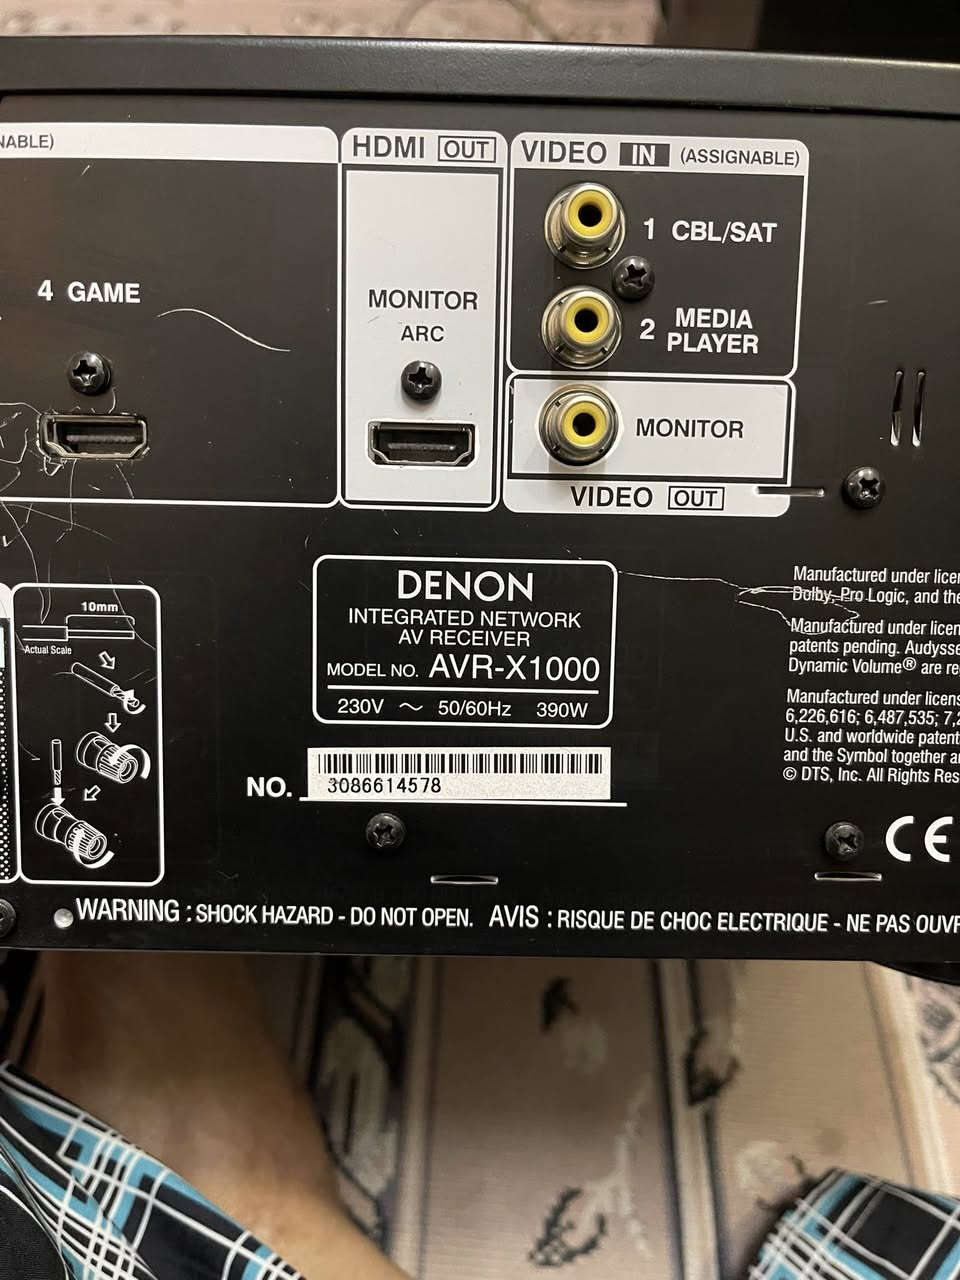 NABLE)
HDMI OUT
VIDEO IN (ASSIGNABLE)
1 CBL/SAT
4 GAME
MONITOR
ARC
2 MEDIA
PLAYER
MONITOR
VIDEO OUT
10mm
Actual Scale
DENON
INTEGRATED NETWORK
AV RECEIVER
MODEL NO. AVR-X1000
230V ~ 50/60Hz 390W
NO. 3086614578
Manufactured under licen
Dolby, Pro Logic, and the
Manufactured under licen
patents pending. Audysse
Dynamic Volume® are re
Manufactured under licens
6,226,616; 6,487,535; 7,2
U.S. and worldwide patent
and the Symbol together a
© DTS, Inc. All Rights Res
CE
WARNING : SHOCK HAZARD - DO NOT OPEN. AVIS : RISQUE DE CHOC ELECTRIQUE - NE PAS OUVR